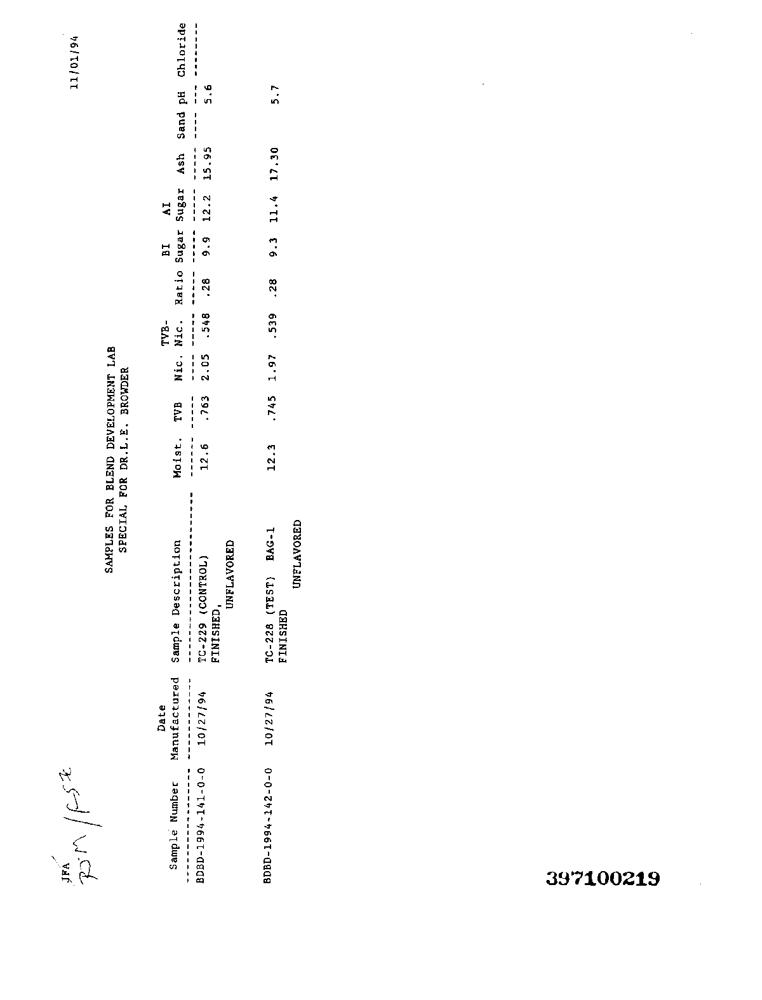 JFA
11/01/94
SAMPLES FOR BLEND DEVELOPMENT LAB
SPECIAL FOR DR.L.E. BROWDER
Date TVB- BI AI
Sample Number Manufactured Sample Description Moist. TVB Nic. Nic. Ratio Sugar Sugar Ash Sand pH Chloride
BDBD-1994-141-0-0 10/27/94 TC-229 (CONTROL) 12.6 .763 2.05 .548 .28 9.9 12.2 15.95 5.6
FINISHED,
UNFLAVORED
BDBD-1994-142-0-0 10/27/94 TC-228 (TEST) BAG-1 12.3 .745 1.97 .539 .28 9.3 11.4 17.30 5.7
FINISHED
UNFLAVORED
397100219